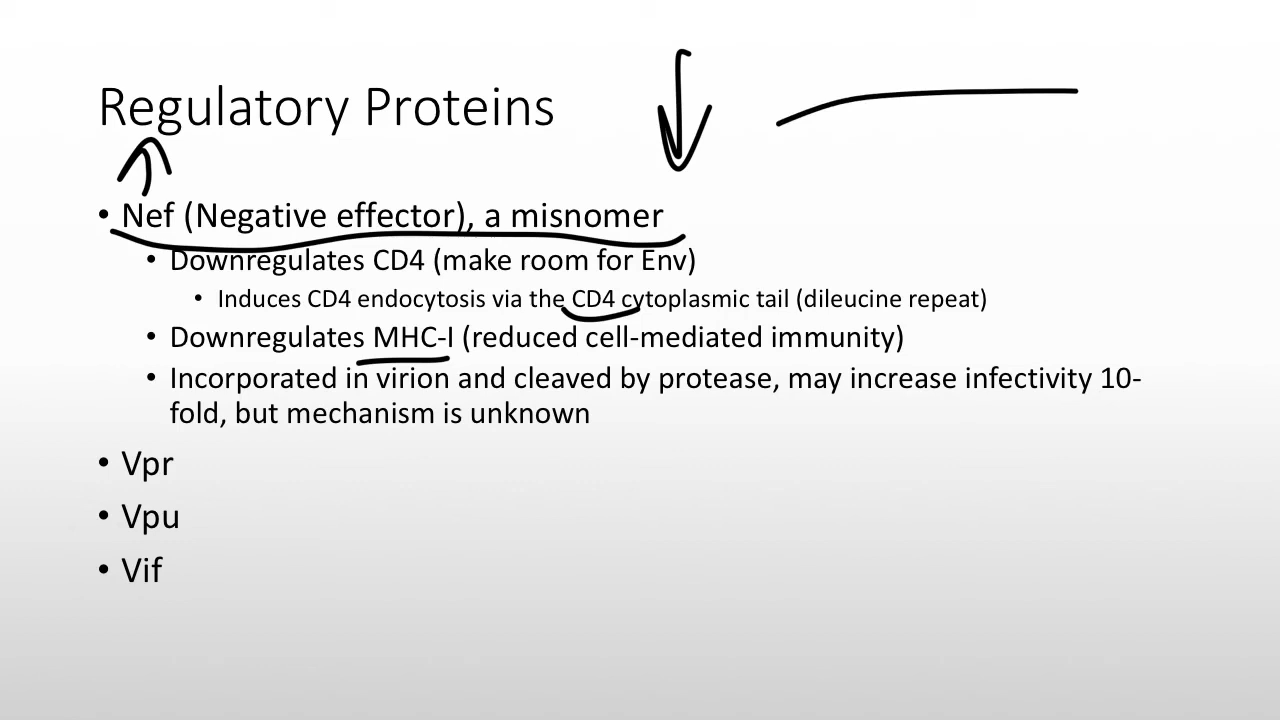 Regulatory Proteins
• Nef (Negative effector), a misnomer
• Downregulates CD4 (make room for Env)
• Induces CD4 endocytosis via the CD4 cytoplasmic tail (dileucine repeat)
• Downregulates MHC-I (reduced cell-mediated immunity)
• Incorporated in virion and cleaved by protease, may increase infectivity 10-
fold, but mechanism is unknown
• Vpr
• Vpu
• Vif